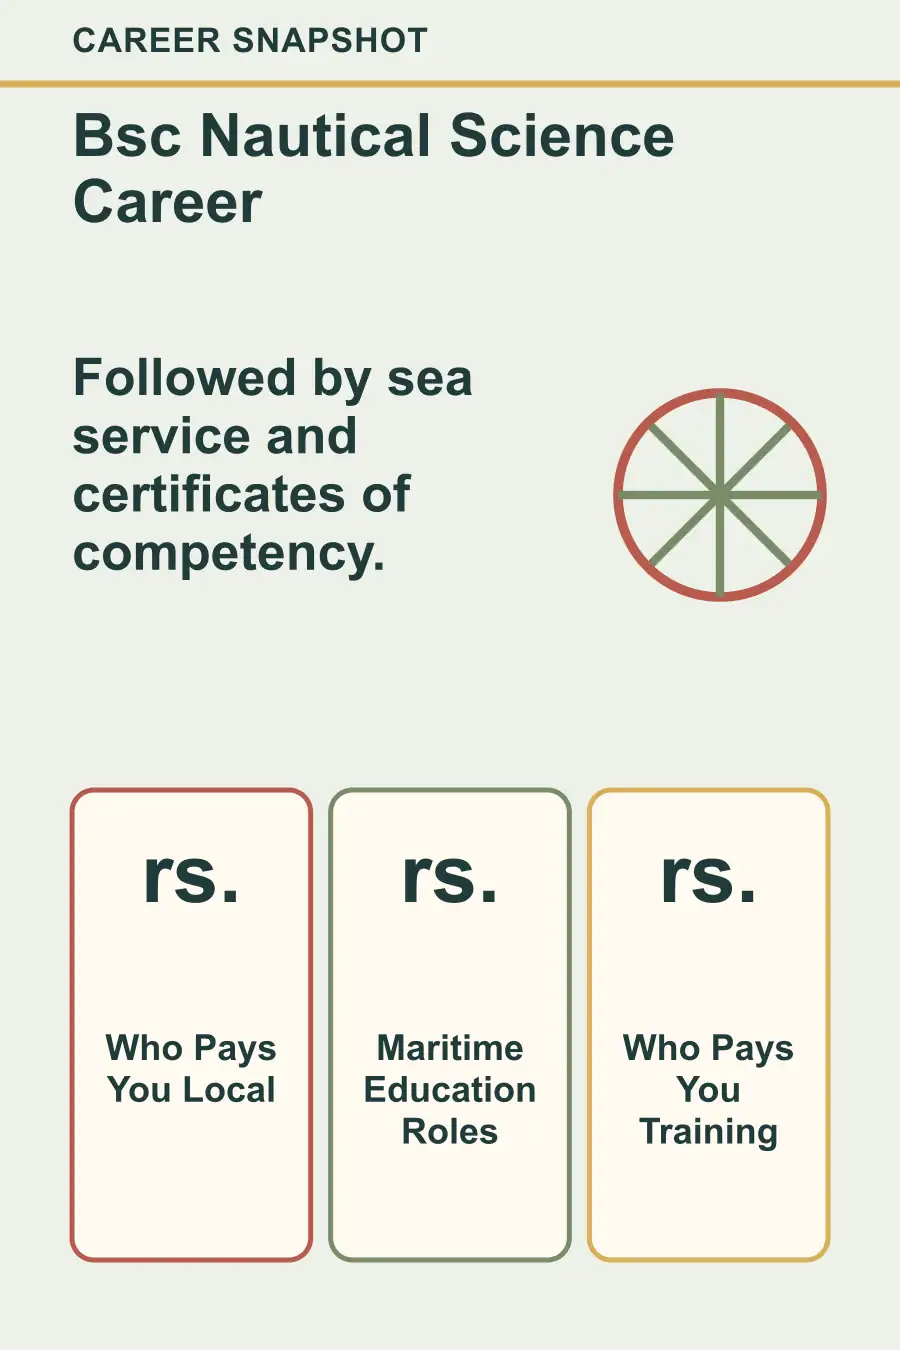 CAREER SNAPSHOT
Bsc Nautical Science
Career
Followed by sea
service and
certificates of
competency.
rs.
Who Pays
You Local
rs.
Maritime
Education
Roles
rs.
Who Pays
You
Training